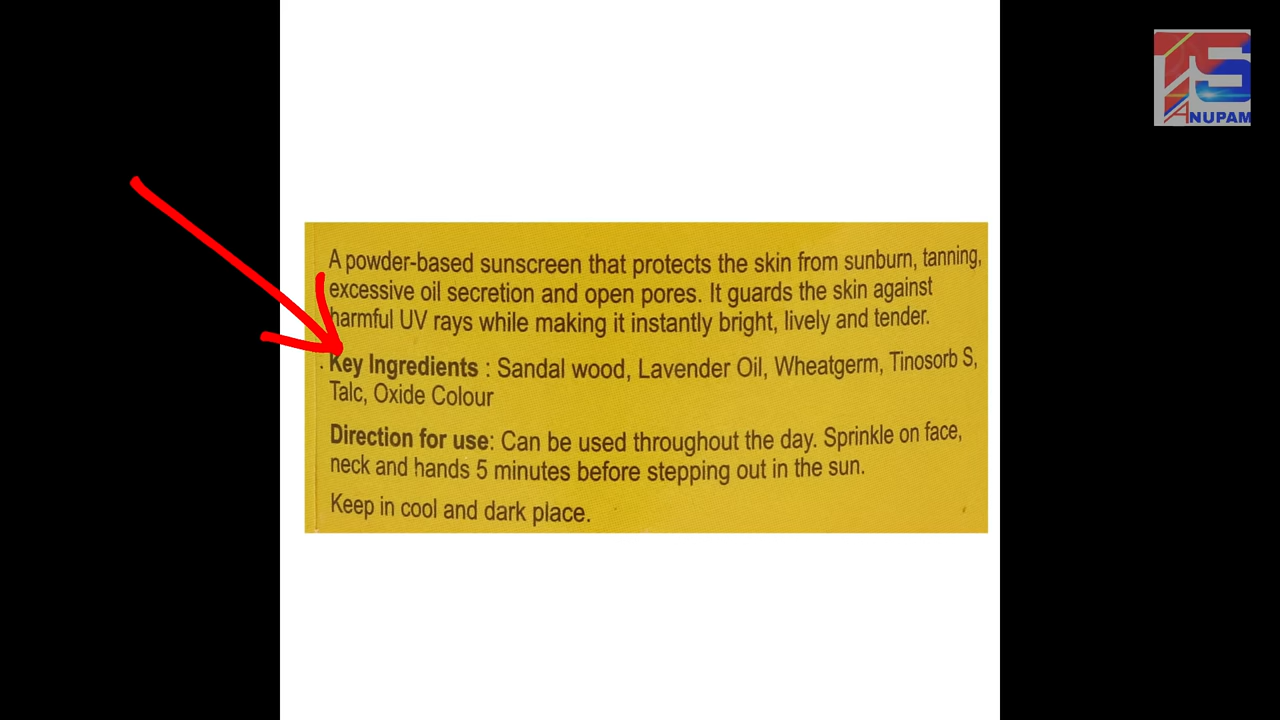 A powder-based sunscreen that protects the skin from sunburn, tanning,
excessive oil secretion and open pores. It guards the skin against
harmful UV rays while making it instantly bright, lively and tender.
Key Ingredients : Sandal wood, Lavender Oil, Wheatgerm, Tinosorb S,
Talc, Oxide Colour
Direction for use: Can be used throughout the day. Sprinkle on face,
neck and hands 5 minutes before stepping out in the sun.
Keep in cool and dark place.
ANUPAM